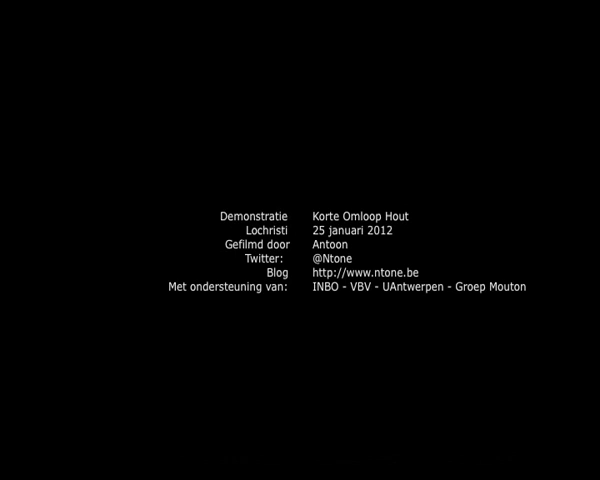 Demonstratie Korte Omloop Hout
Lochristi 25 januari 2012
Gefilmd door Antoon
Twitter: @Ntone
Blog http://www.ntone.be
Met ondersteuning van: INBO - VBV - UAntwerpen - Groep Mouton